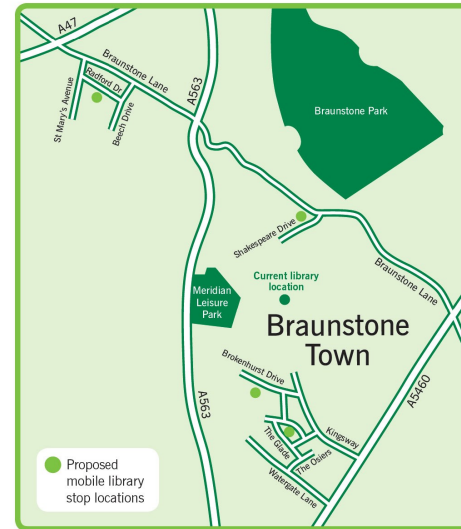 A47
Braunstone Lane
A563
Radford Dr
St Mary's Avenue
Beech Drive
Braunstone Park
Shakespeare Drive
Braunstone Lane
Current library
location
Meridian
Leisure
Park
Braunstone
Town
A5460
Brokenhurst Drive
A563
The Glade
Kingsway
The Osiers
Watergate Lane
Proposed
mobile library
stop locations